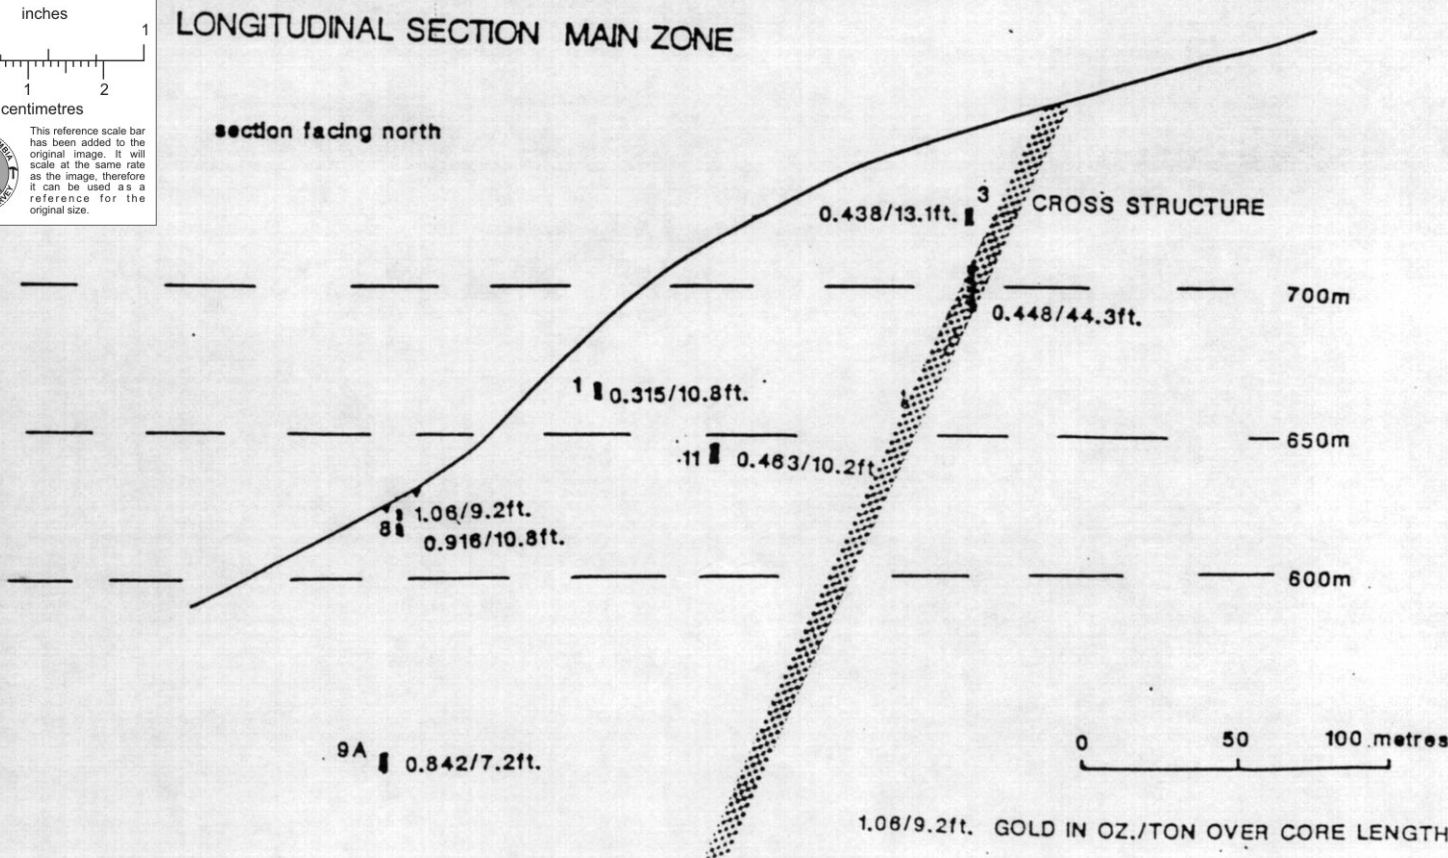 inches
1
LONGITUDINAL SECTION MAIN ZONE
1 2
centimetres
This reference scale bar
has been added to the
original image. It will
scale at the same rate
as the image, therefore
it can be used as a
reference for the
original size.
section facing north
3
0.438/13.1ft.
CROSS STRUCTURE
700m
0.448/44.3ft.
1 0.315/10.8ft.
650m
11 0.463/10.2ft.
8 1.06/9.2ft.
0.916/10.8ft.
600m
9A 0.842/7.2ft.
0 50 100 metres
1.06/9.2ft. GOLD IN OZ./TON OVER CORE LENGTH